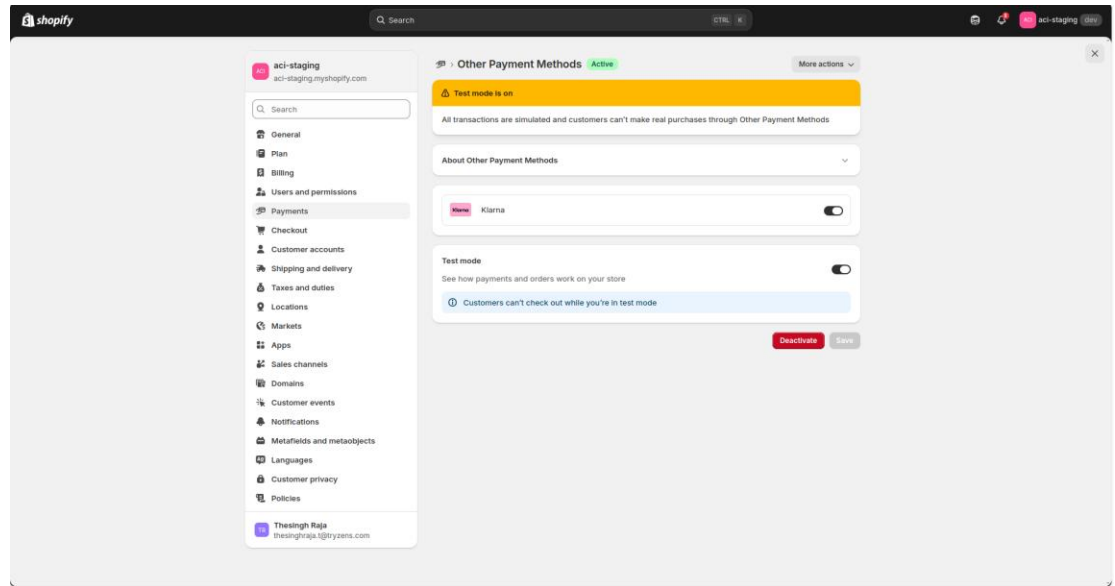 shopify
Search
CTRL K
2
ACI
aci-staging
dev
ACI
aci-staging
aci-staging.myshopify.com
Search
General
Plan
Billing
Users and permissions
Payments
Checkout
Customer accounts
Shipping and delivery
Taxes and duties
Locations
Markets
Apps
Sales channels
Domains
Customer events
Notifications
Metafields and metaobjects
Languages
Customer privacy
Policies
TR
Thesingh Raja
thesinghraja.t@tryzens.com
Other Payment Methods Active
More actions
Test mode is on
All transactions are simulated and customers can't make real purchases through Other Payment Methods
About Other Payment Methods
Klarna Klarna
Test mode
See how payments and orders work on your store
Customers can't check out while you're in test mode
Deactivate
Save